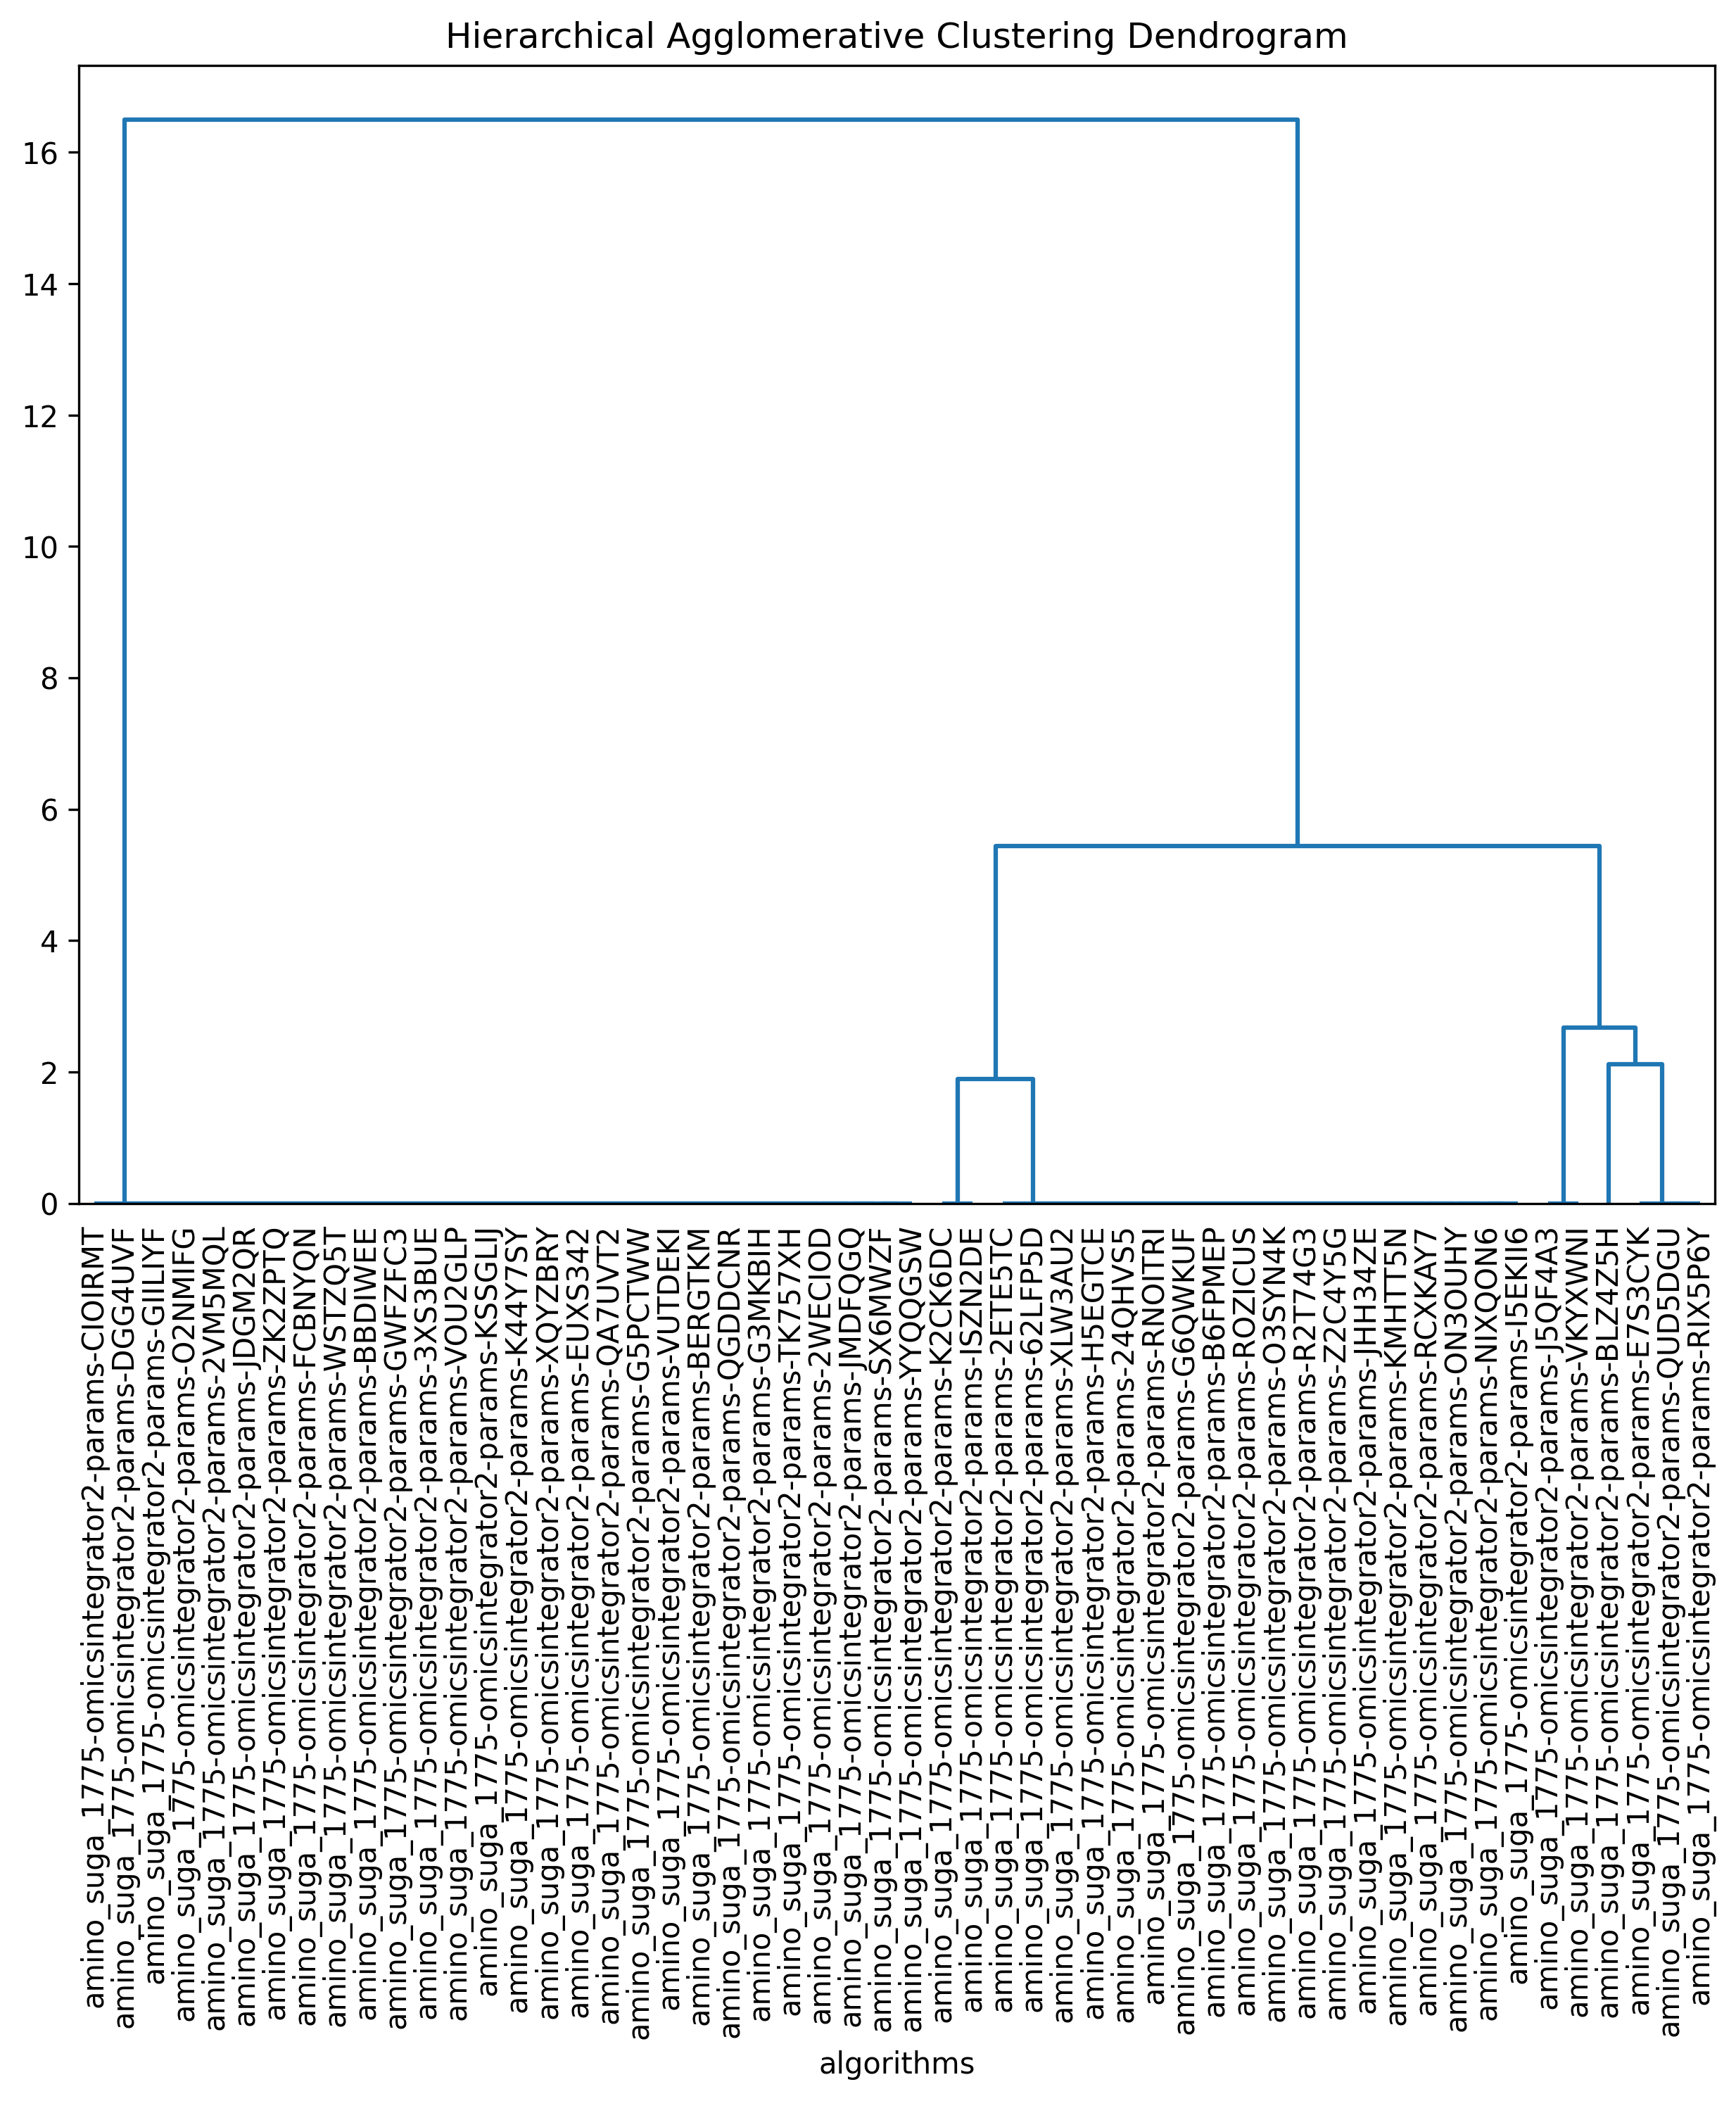 Hierarchical Agglomerative Clustering Dendrogram
16
14
12
10
8
6
4
2
0
amino_suga_1775-omicsintegrator2-params-CIOIRMT
amino_suga_1775-omicsintegrator2-params-DGG4UVF
amino_suga_1775-omicsintegrator2-params-GIILIYF
amino_suga_1775-omicsintegrator2-params-O2NMIFG
amino_suga_1775-omicsintegrator2-params-2VM5MQL
amino_suga_1775-omicsintegrator2-params-JDGM2QR
amino_suga_1775-omicsintegrator2-params-ZK2ZPTQ
amino_suga_1775-omicsintegrator2-params-FCBNYQN
amino_suga_1775-omicsintegrator2-params-WSTZQ5T
amino_suga_1775-omicsintegrator2-params-BBDIWEE
amino_suga_1775-omicsintegrator2-params-GWFZFC3
amino_suga_1775-omicsintegrator2-params-3XS3BUE
amino_suga_1775-omicsintegrator2-params-VOU2GLP
amino_suga_1775-omicsintegrator2-params-KSSGLIJ
amino_suga_1775-omicsintegrator2-params-K44Y7SY
amino_suga_1775-omicsintegrator2-params-XQYZBRY
amino_suga_1775-omicsintegrator2-params-EUXS342
amino_suga_1775-omicsintegrator2-params-QA7UVT2
amino_suga_1775-omicsintegrator2-params-G5PCTWW
amino_suga_1775-omicsintegrator2-params-VUTDEKI
amino_suga_1775-omicsintegrator2-params-BERGTKM
amino_suga_1775-omicsintegrator2-params-QGDDCNR
amino_suga_1775-omicsintegrator2-params-G3MKBIH
amino_suga_1775-omicsintegrator2-params-TK757XH
amino_suga_1775-omicsintegrator2-params-2WECIOD
amino_suga_1775-omicsintegrator2-params-JMDFQGQ
amino_suga_1775-omicsintegrator2-params-SX6MWZF
amino_suga_1775-omicsintegrator2-params-YYQQGSW
amino_suga_1775-omicsintegrator2-params-K2CK6DC
amino_suga_1775-omicsintegrator2-params-ISZN2DE
amino_suga_1775-omicsintegrator2-params-2ETE5TC
amino_suga_1775-omicsintegrator2-params-62LFP5D
amino_suga_1775-omicsintegrator2-params-XLW3AU2
amino_suga_1775-omicsintegrator2-params-H5EGTCE
amino_suga_1775-omicsintegrator2-params-24QHVS5
amino_suga_1775-omicsintegrator2-params-RNOITRI
amino_suga_1775-omicsintegrator2-params-G6QWKUF
amino_suga_1775-omicsintegrator2-params-B6FPMEP
amino_suga_1775-omicsintegrator2-params-ROZICUS
amino_suga_1775-omicsintegrator2-params-O3SYN4K
amino_suga_1775-omicsintegrator2-params-R2T74G3
amino_suga_1775-omicsintegrator2-params-Z2C4Y5G
amino_suga_1775-omicsintegrator2-params-JHH34ZE
amino_suga_1775-omicsintegrator2-params-KMHTT5N
amino_suga_1775-omicsintegrator2-params-RCXKAY7
amino_suga_1775-omicsintegrator2-params-ON3OUHY
amino_suga_1775-omicsintegrator2-params-NIXQON6
amino_suga_1775-omicsintegrator2-params-I5EKII6
amino_suga_1775-omicsintegrator2-params-J5QF4A3
amino_suga_1775-omicsintegrator2-params-VKYXWNI
amino_suga_1775-omicsintegrator2-params-BLZ4Z5H
amino_suga_1775-omicsintegrator2-params-E7S3CYK
amino_suga_1775-omicsintegrator2-params-QUD5DGU
amino_suga_1775-omicsintegrator2-params-RIX5P6Y
algorithms